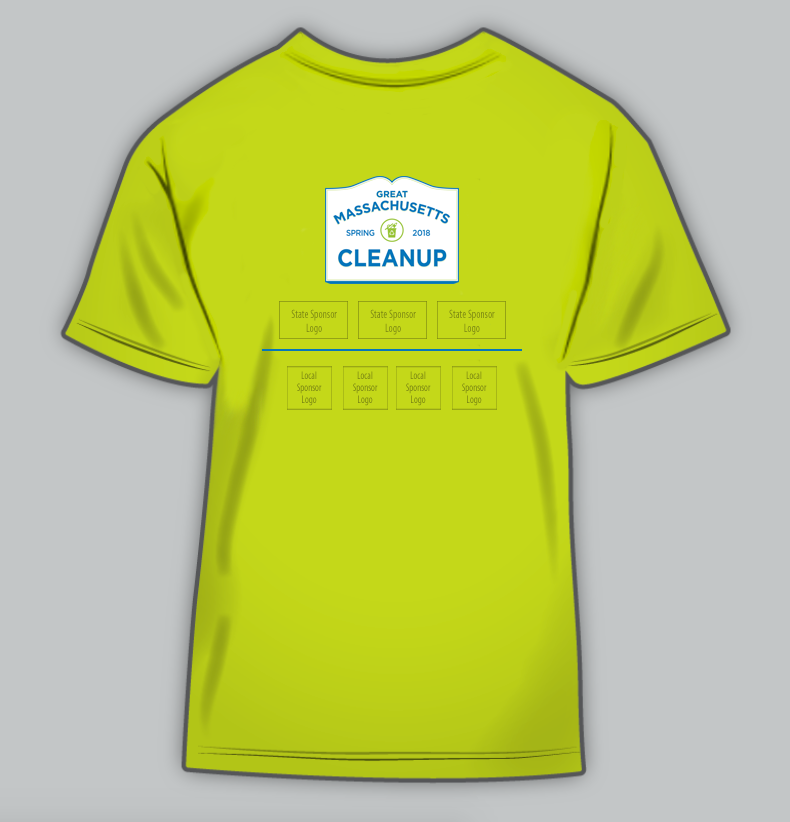 GREAT
MASSACHUSETTS
SPRING 2018
CLEANUP
State Sponsor State Sponsor State Sponsor
Logo Logo Logo
Local Local Local Local
Sponsor Sponsor Sponsor Sponsor
Logo Logo Logo Logo